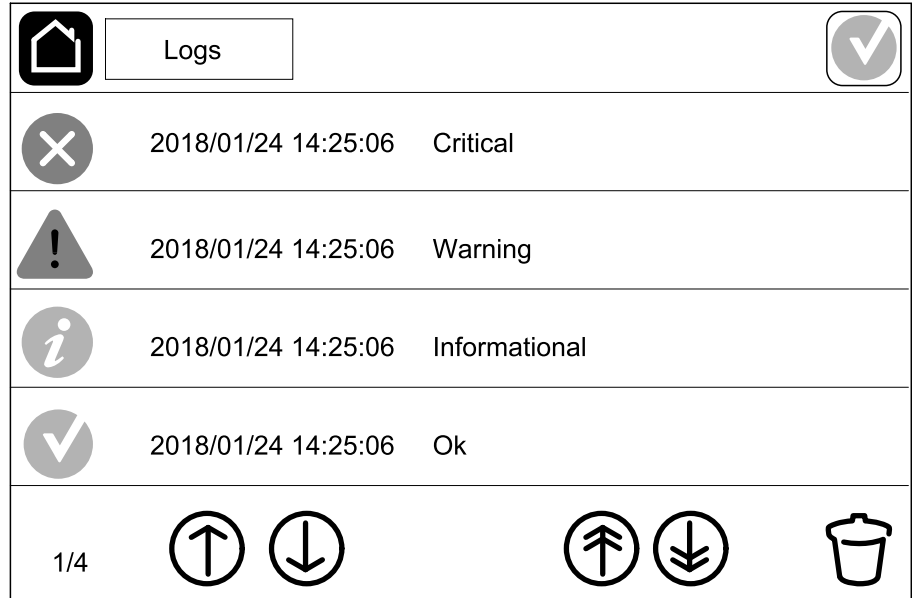 Logs
2018/01/24 14:25:06 Critical
2018/01/24 14:25:06 Warning
2018/01/24 14:25:06 Informational
2018/01/24 14:25:06 Ok
1/4